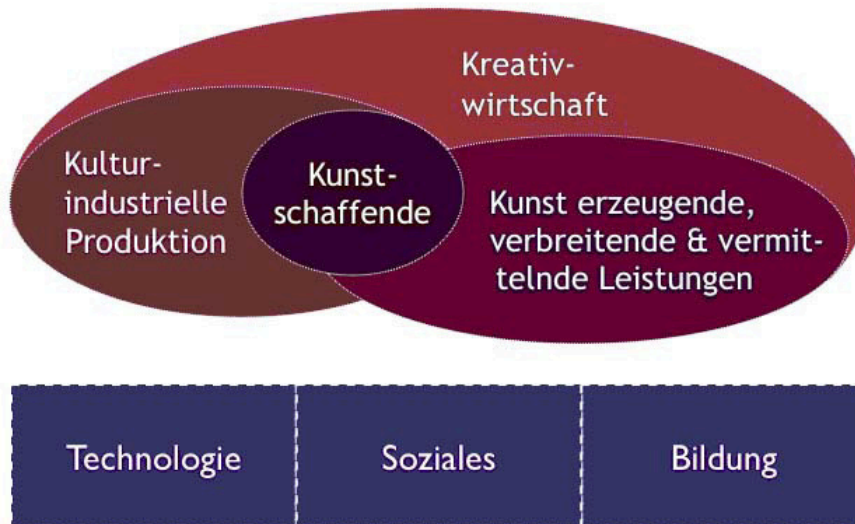 Kreativ-
wirtschaft
Kultur-
industrielle
Produktion
Kunst-
schaffende
Kunst erzeugende,
verbreitende & vermit-
telnde Leistungen
Technologie
Soziales
Bildung